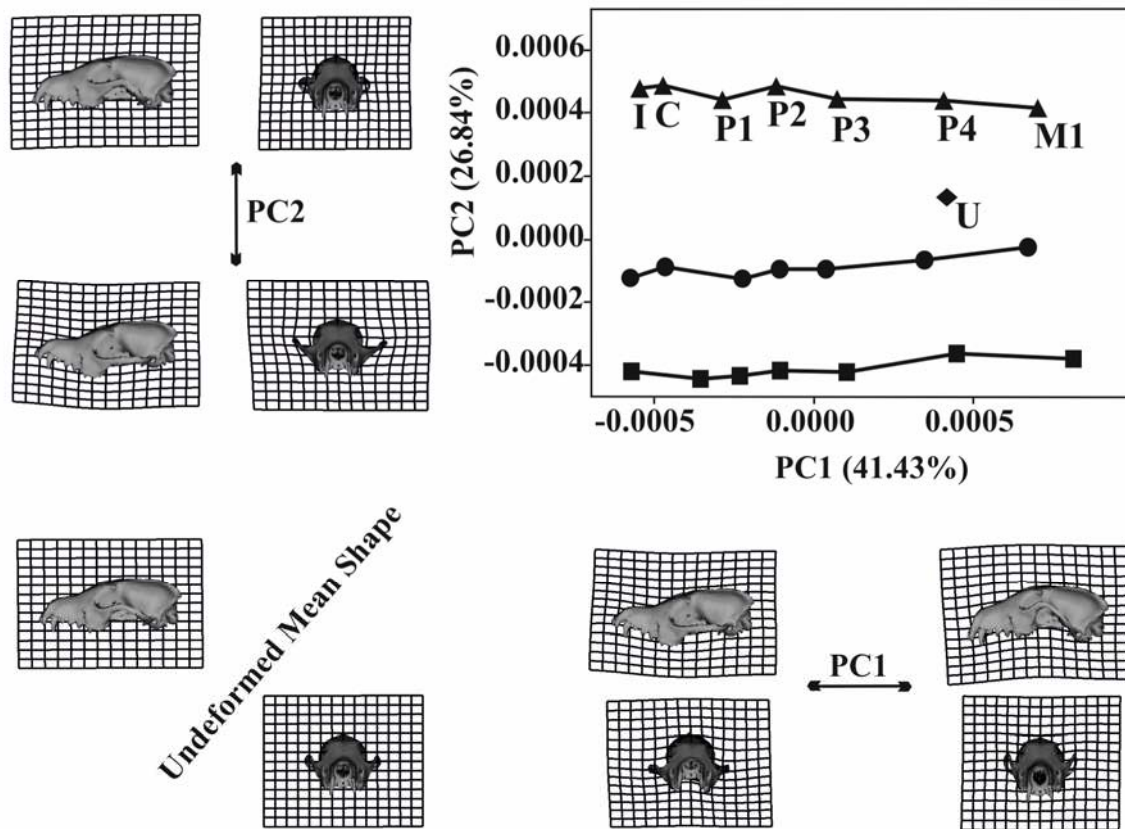 0.0006
0.0004
0.0002
0.0000
-0.0002
-0.0004
PC2 (26.84%)
I C P1 P2 P3 P4 M1
U
-0.0005 0.0000 0.0005
PC1 (41.43%)
PC2
Undeformed Mean Shape
PC1